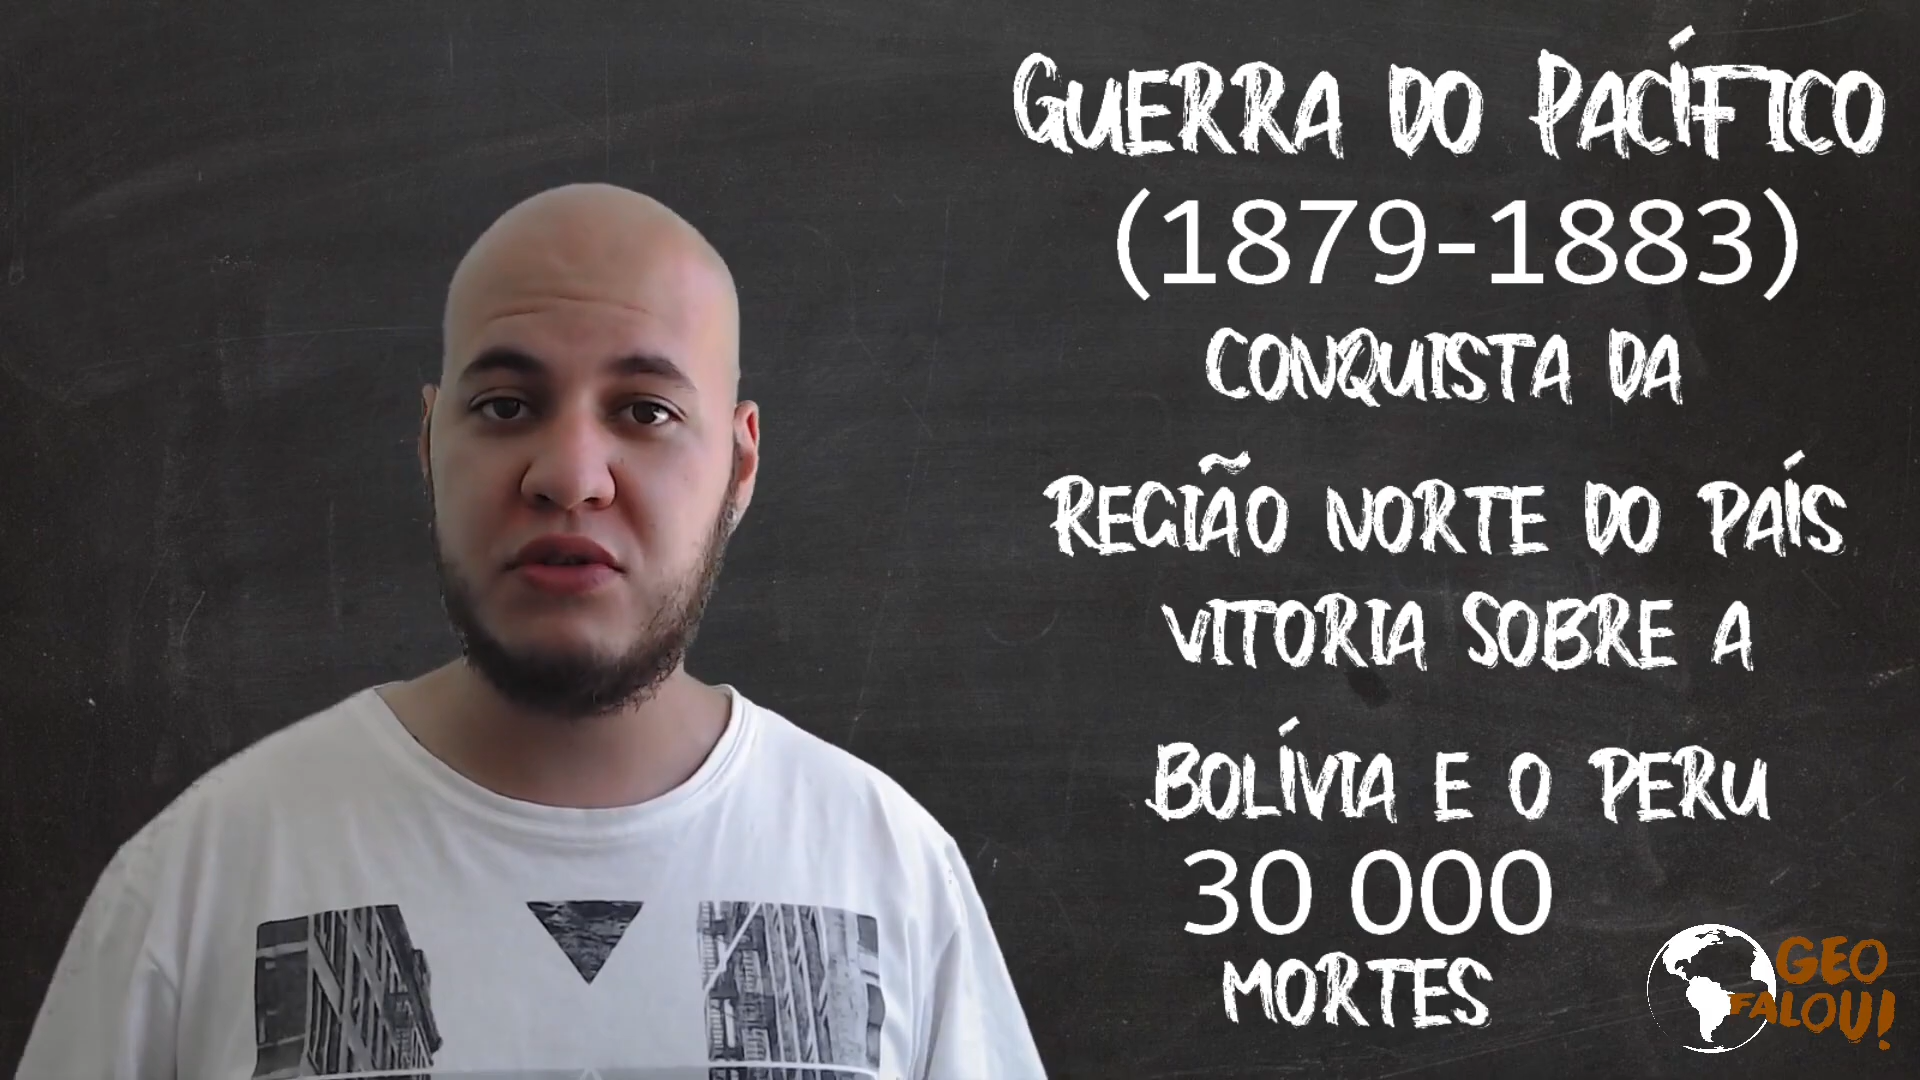 GUERRA DO PACÍFICO
(1879-1883)
CONQUISTA DA
REGIÃO NORTE DO PAÍS
VITORIA SOBRE A
BOLÍVIA E O PERU
30 000
MORTES
GEO
FALOU!